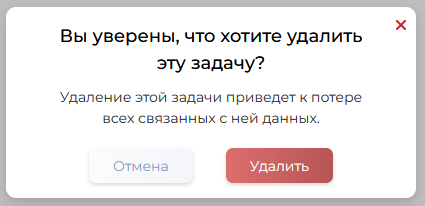 Вы уверены, что хотите удалить
эту задачу?
Удаление этой задачи приведет к потере
всех связанных с ней данных.
Отмена
Удалить